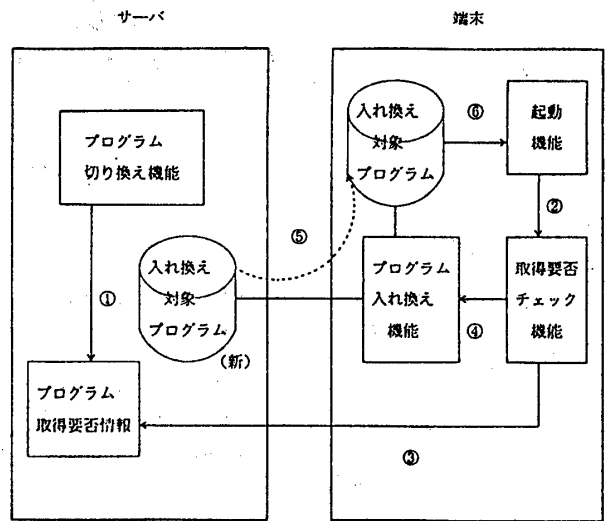 サーバ
端末
プログラム
切り換え機能
入れ換え
対象
プログラム
⑥
起動
機能
②
⑤
①
入れ換え
対象
プログラム
(新)
プログラム
入れ換え
機能
④
取得要否
チェック
機能
プログラム
取得要否情報
③